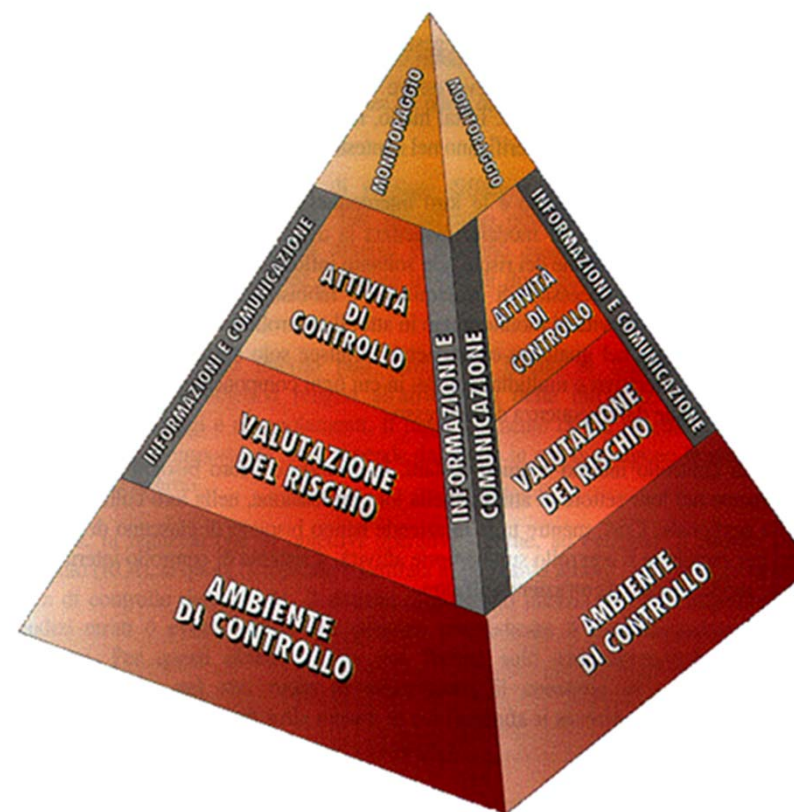 MONITORAGGIO
MONITORAGGIO
INFORMAZIONI E COMUNICAZIONE
ATTIVITÀ
DI
CONTROLLO
INFORMAZIONI E
COMUNICAZIONE
ATTIVITÀ
DI
CONTROLLO
INFORMAZIONI E COMUNICAZIONE
VALUTAZIONE
DEL RISCHIO
VALUTAZIONE
DEL RISCHIO
AMBIENTE
DI CONTROLLO
AMBIENTE
DI CONTROLLO